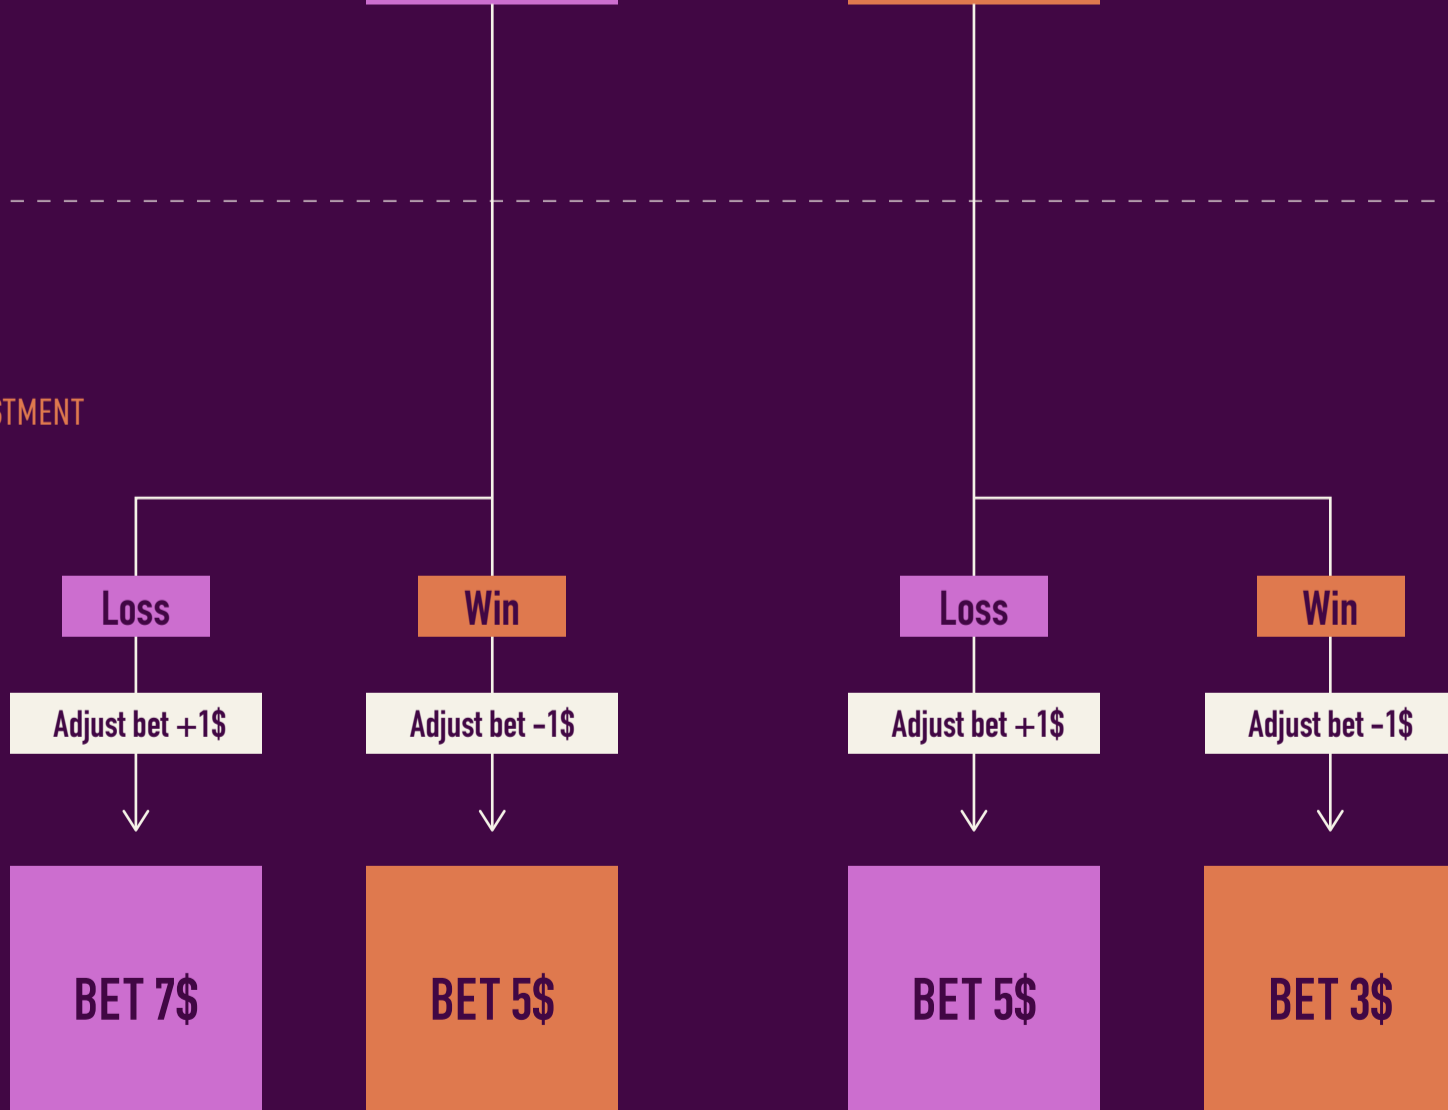 STMENT
Loss
Win
Loss
Win
Adjust bet +1$
Adjust bet -1$
Adjust bet +1$
Adjust bet -1$
BET 7$
BET 5$
BET 5$
BET 3$